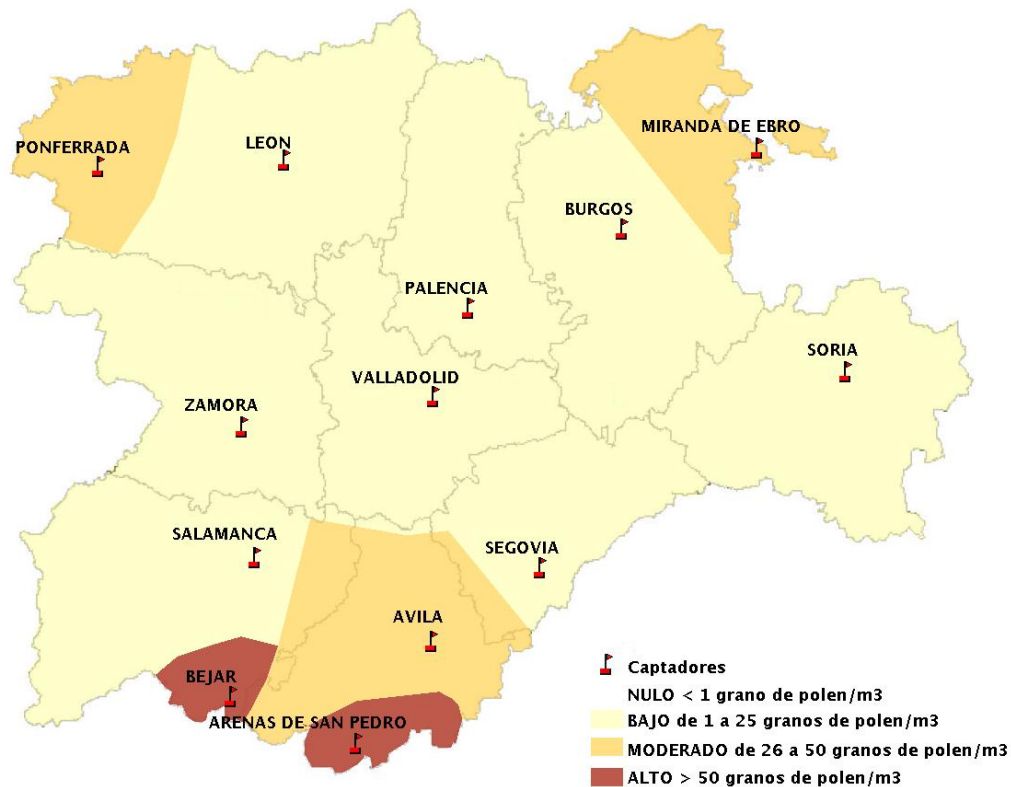 MIRANDA DE EBRO
PONFERRADA
LEON
BURGOS
PALENCIA
SORIA
VALLADOLID
ZAMORA
SALAMANCA
SEGOVIA
AVILA
BEJAR
ARENAS DE SAN PEDRO
Captadores
NULO < 1 grano de polen/m3
BAJO de 1 a 25 granos de polen/m3
MODERADO de 26 a 50 granos de polen/m3
ALTO > 50 granos de polen/m3